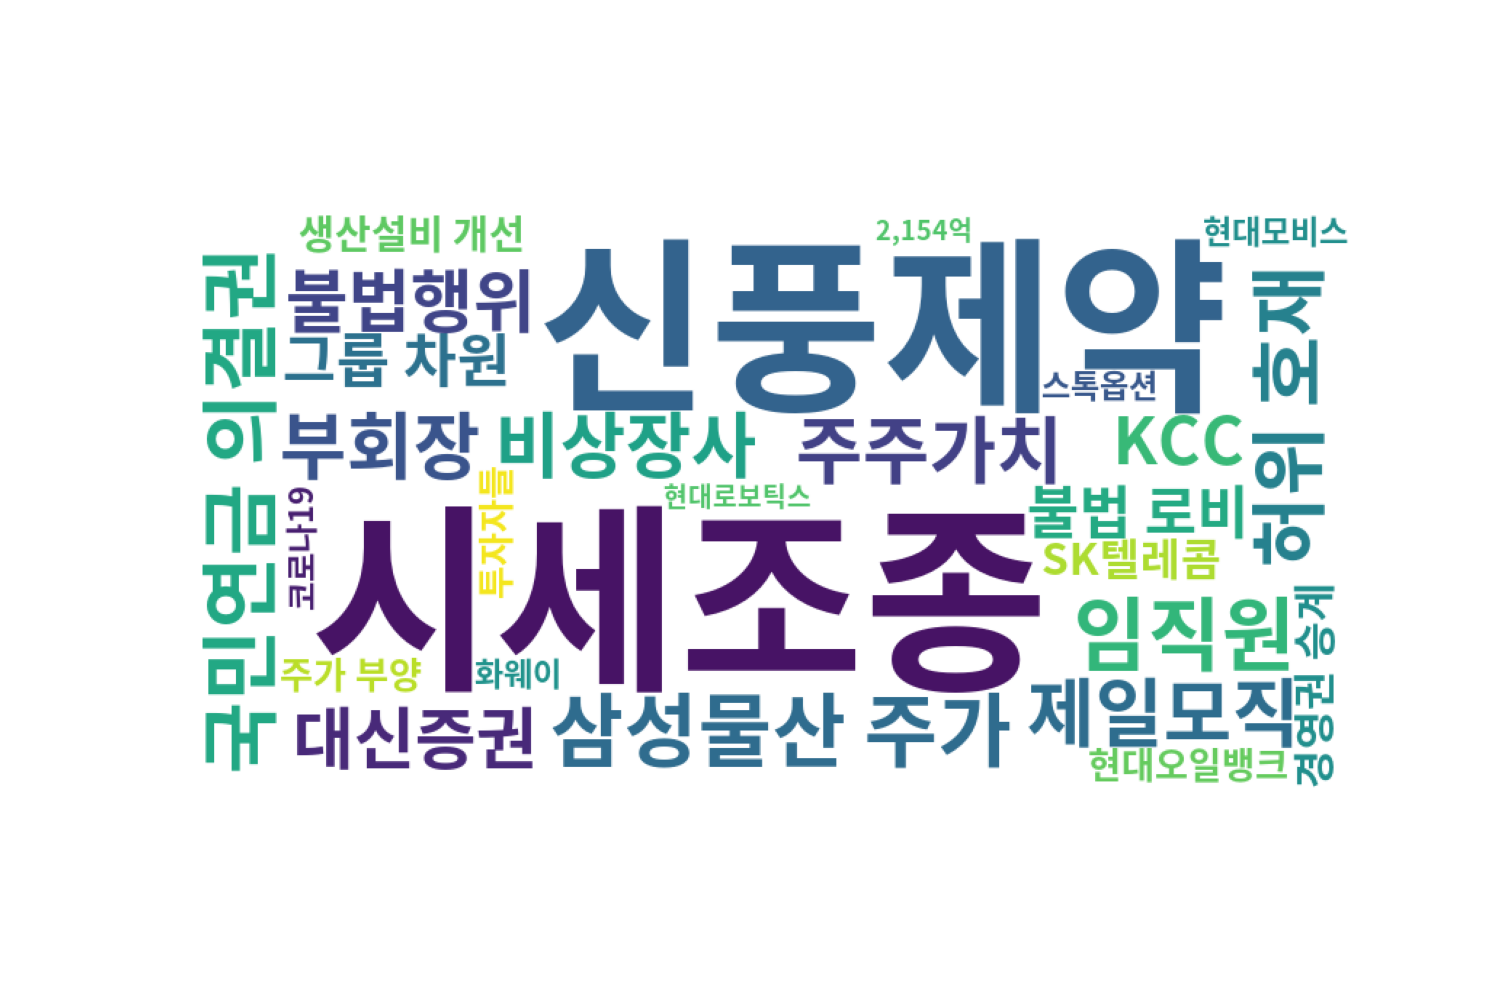 생산설비 개선
2,154억
현대모비스
신풍제약
불법행위
그룹 차원
스톡옵션
허위 호재
국민연금 의결권
부회장
비상장사
주주가치
KCC
투자자들
현대로보틱스
불법 로비
코로나19
시세조종
SK텔레콤
임직원
경영권 승계
주가 부양
화웨이
대신증권
삼성물산 주가
제일모직
현대오일뱅크